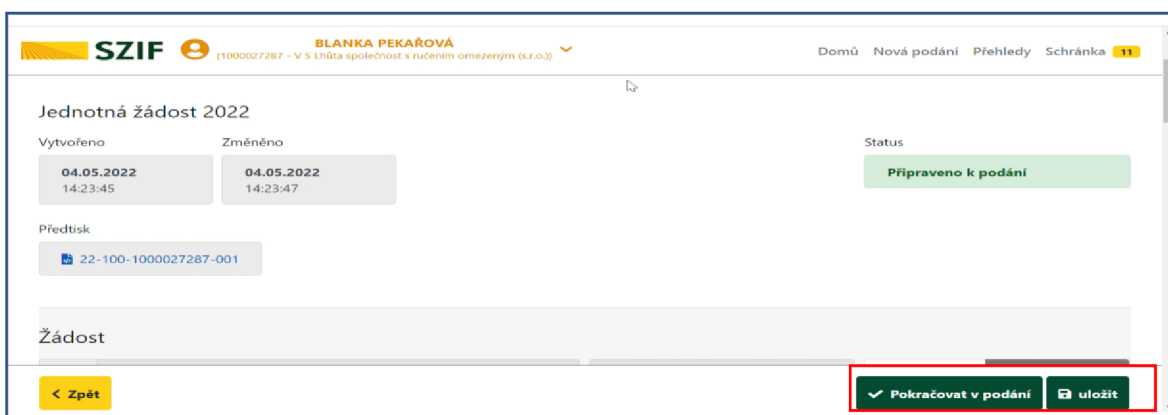 SZIF
BLANKA PEKAŘOVÁ
(1000027287 - V S Lhůta společnost s ručením omezeným (s.r.o.))
Domů Nová podání Přehledy Schránka 11
Jednotná žádost 2022
Vytvořeno Změněno Status
04.05.2022 04.05.2022 Připraveno k podání
14:23:45 14:23:47
Předtisk
22-100-1000027287-001
Žádost
< Zpět Pokračovat v podání uložit